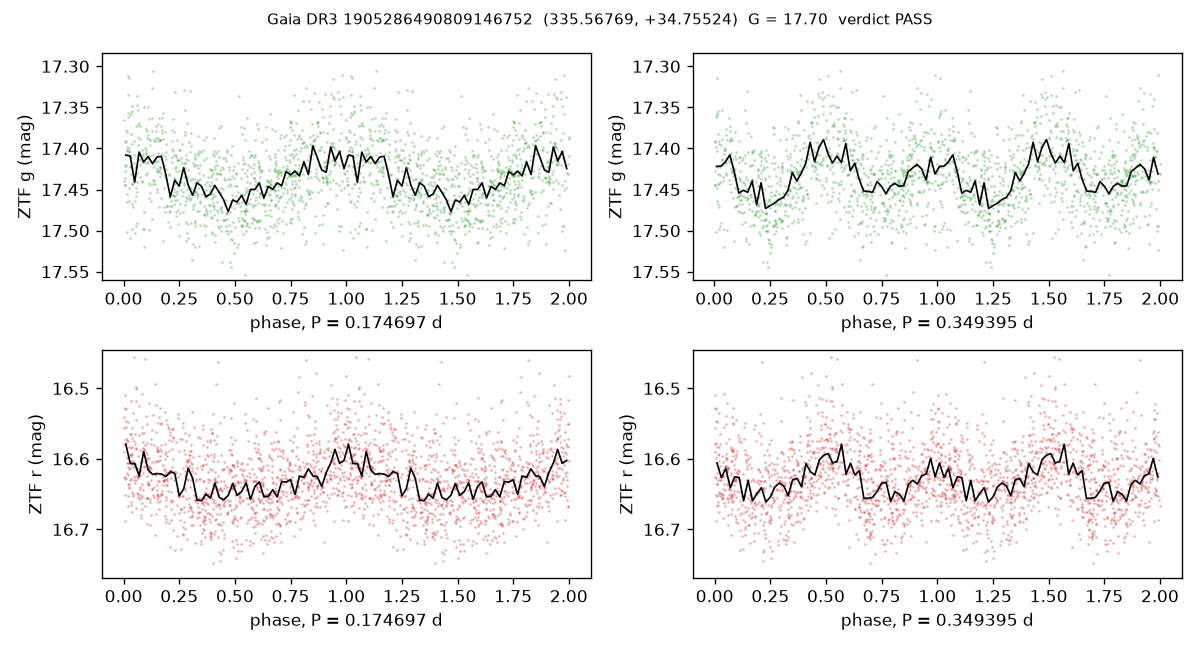 Gaia DR3 1905286490809146752 (335.56769, +34.75524) G = 17.70 verdict PASS
ZTF g (mag)
17.30
17.35
17.40
17.45
17.50
17.55
0.00 0.25 0.50 0.75 1.00 1.25 1.50 1.75 2.00
phase, P = 0.174697 d
ZTF g (mag)
17.30
17.35
17.40
17.45
17.50
17.55
0.00 0.25 0.50 0.75 1.00 1.25 1.50 1.75 2.00
phase, P = 0.349395 d
ZTF r (mag)
16.5
16.6
16.7
0.00 0.25 0.50 0.75 1.00 1.25 1.50 1.75 2.00
phase, P = 0.174697 d
ZTF r (mag)
16.5
16.6
16.7
0.00 0.25 0.50 0.75 1.00 1.25 1.50 1.75 2.00
phase, P = 0.349395 d